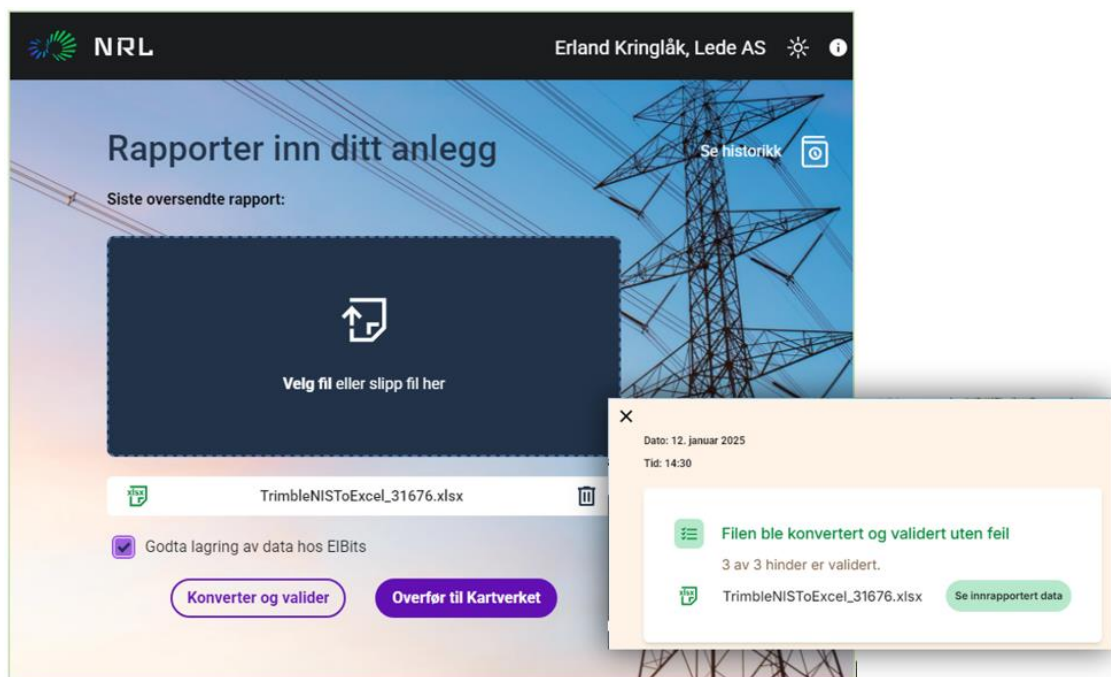 NRL
Erland Kringlåk, Lede AS
Rapporter inn ditt anlegg
Se historikk
Siste oversendte rapport:
Velg fil eller slipp fil her
xlsx
TrimbleNISToExcel_31676.xlsx
Godta lagring av data hos ElBits
Konverter og valider
Overfør til Kartverket
Dato: 12. januar 2025
Tid: 14:30
Filen ble konvertert og validert uten feil
3 av 3 hinder er validert.
xlsx
TrimbleNISToExcel_31676.xlsx
Se innrapportert data